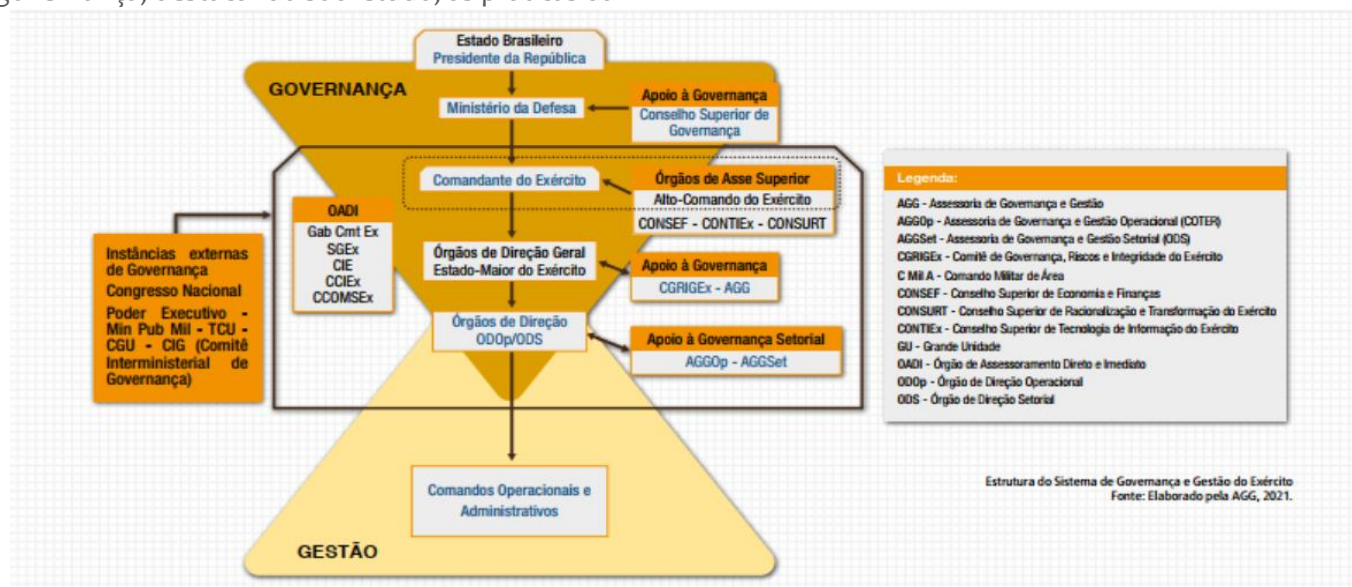 Estado Brasileiro
Presidente da República
GOVERNANÇA
Ministério da Defesa
Apoio à Governança
Conselho Superior de
Governança
Comandante do Exército
Órgãos de Asse Superior
Alto-Comando do Exército
CONSEF - CONTIEx - CONSURT
OADI
Gab Cmt Ex
SGEx
CIE
CCIEx
CCOMSEx
Instâncias externas
de Governança
Congresso Nacional
Poder Executivo -
Min Pub Mil - TCU -
CGU - CIG (Comitê
Interministerial de
Governança)
Órgãos de Direção Geral
Estado-Maior do Exército
Apoio à Governança
CGRIGEx - AGG
Órgãos de Direção
ODOp/ODS
Apoio à Governança Setorial
AGGOp - AGGSet
Comandos Operacionais e
Administrativos
GESTÃO
Legenda:
AGG - Assessoria de Governança e Gestão
AGGOp - Assessoria de Governança e Gestão Operacional (COTER)
AGGSet - Assessoria de Governança e Gestão Setorial (ODS)
CGRIGEx - Comitê de Governança, Riscos e Integridade do Exército
C Mil A - Comando Militar de Área
CONSEF - Conselho Superior de Economia e Finanças
CONSURT - Conselho Superior de Racionalização e Transformação do Exército
CONTIEx - Conselho Superior de Tecnologia de Informação do Exército
GU - Grande Unidade
OADI - Órgão de Assessoramento Direto e Imediato
ODOp - Órgão de Direção Operacional
ODS - Órgão de Direção Setorial
Estrutura do Sistema de Governança e Gestão do Exército
Fonte: Elaborado pela AGG, 2021.